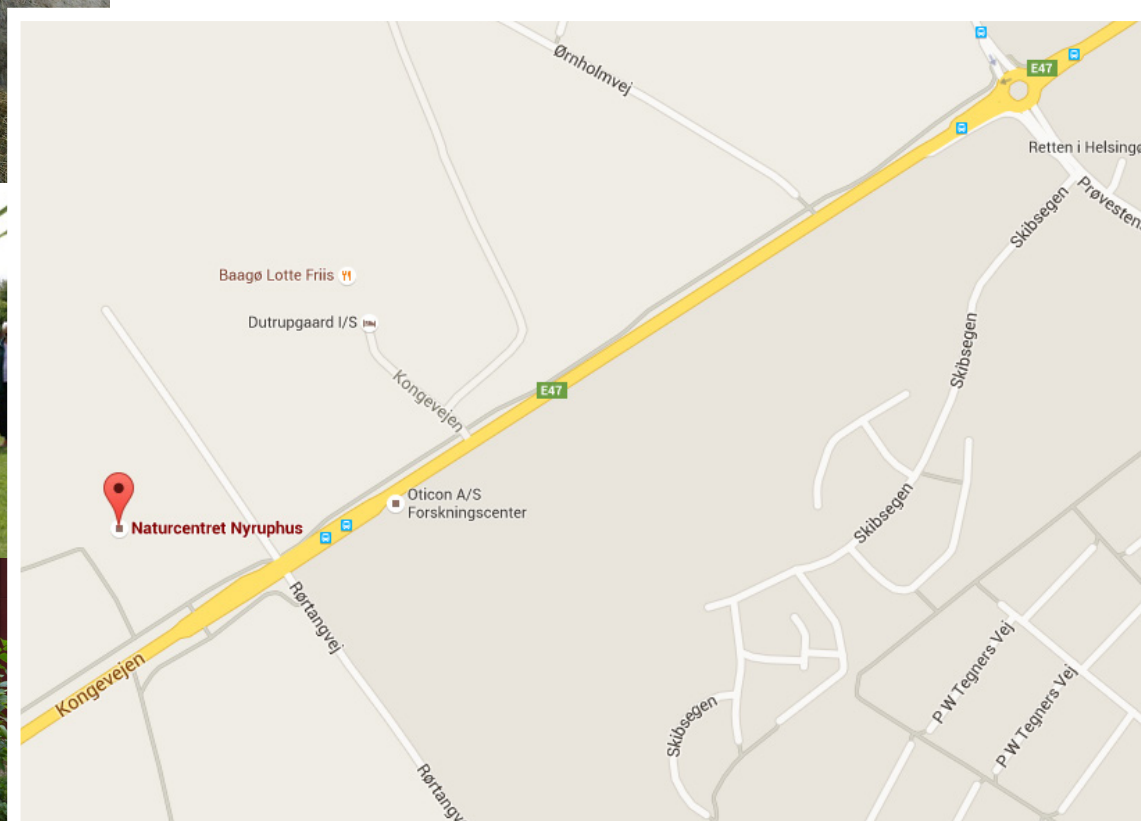 Ørnholmvej
E47
Retten i Helsingø
Prøvesten
Skibsegen
Baagø Lotte Friis
Dutrupgaard I/S
Kongevejen
E47
Skibsegen
Oticon A/S
Forskningscenter
Naturcentret Nyruphus
Skibsegen
Rørtangvej
Kongevejen
P W Tegners Vej
P W Tegners Vej
Skibsegen
Rørtangv